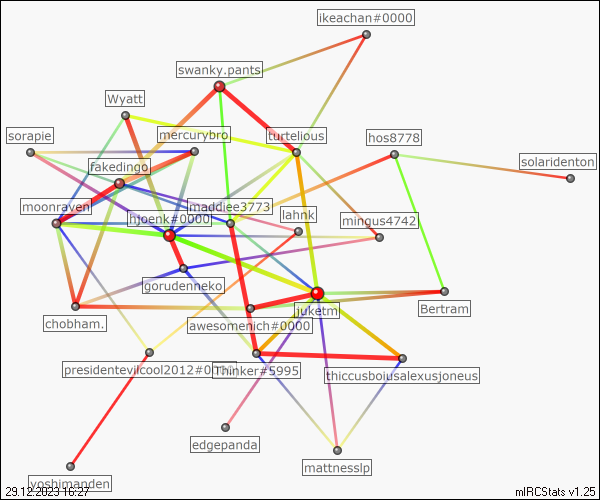 ikeachan#0000
swanky.pants
Wyatt
sorapie
mercurybro
turtelious
hos8778
fakedingo
solaridenton
moonraven
maddiee3773
lahnk
hjoenk#0000
mingus4742
gorudenneko
juketm
Bertram
chobham.
awesomenich#0000
presidentevilcool2012#0
Thinker#5995
thiccusboiusalexusjoneus
edgepanda
mattnesslp
yoshimanden
29.12.2023 16:27
mIRCStats v1.25